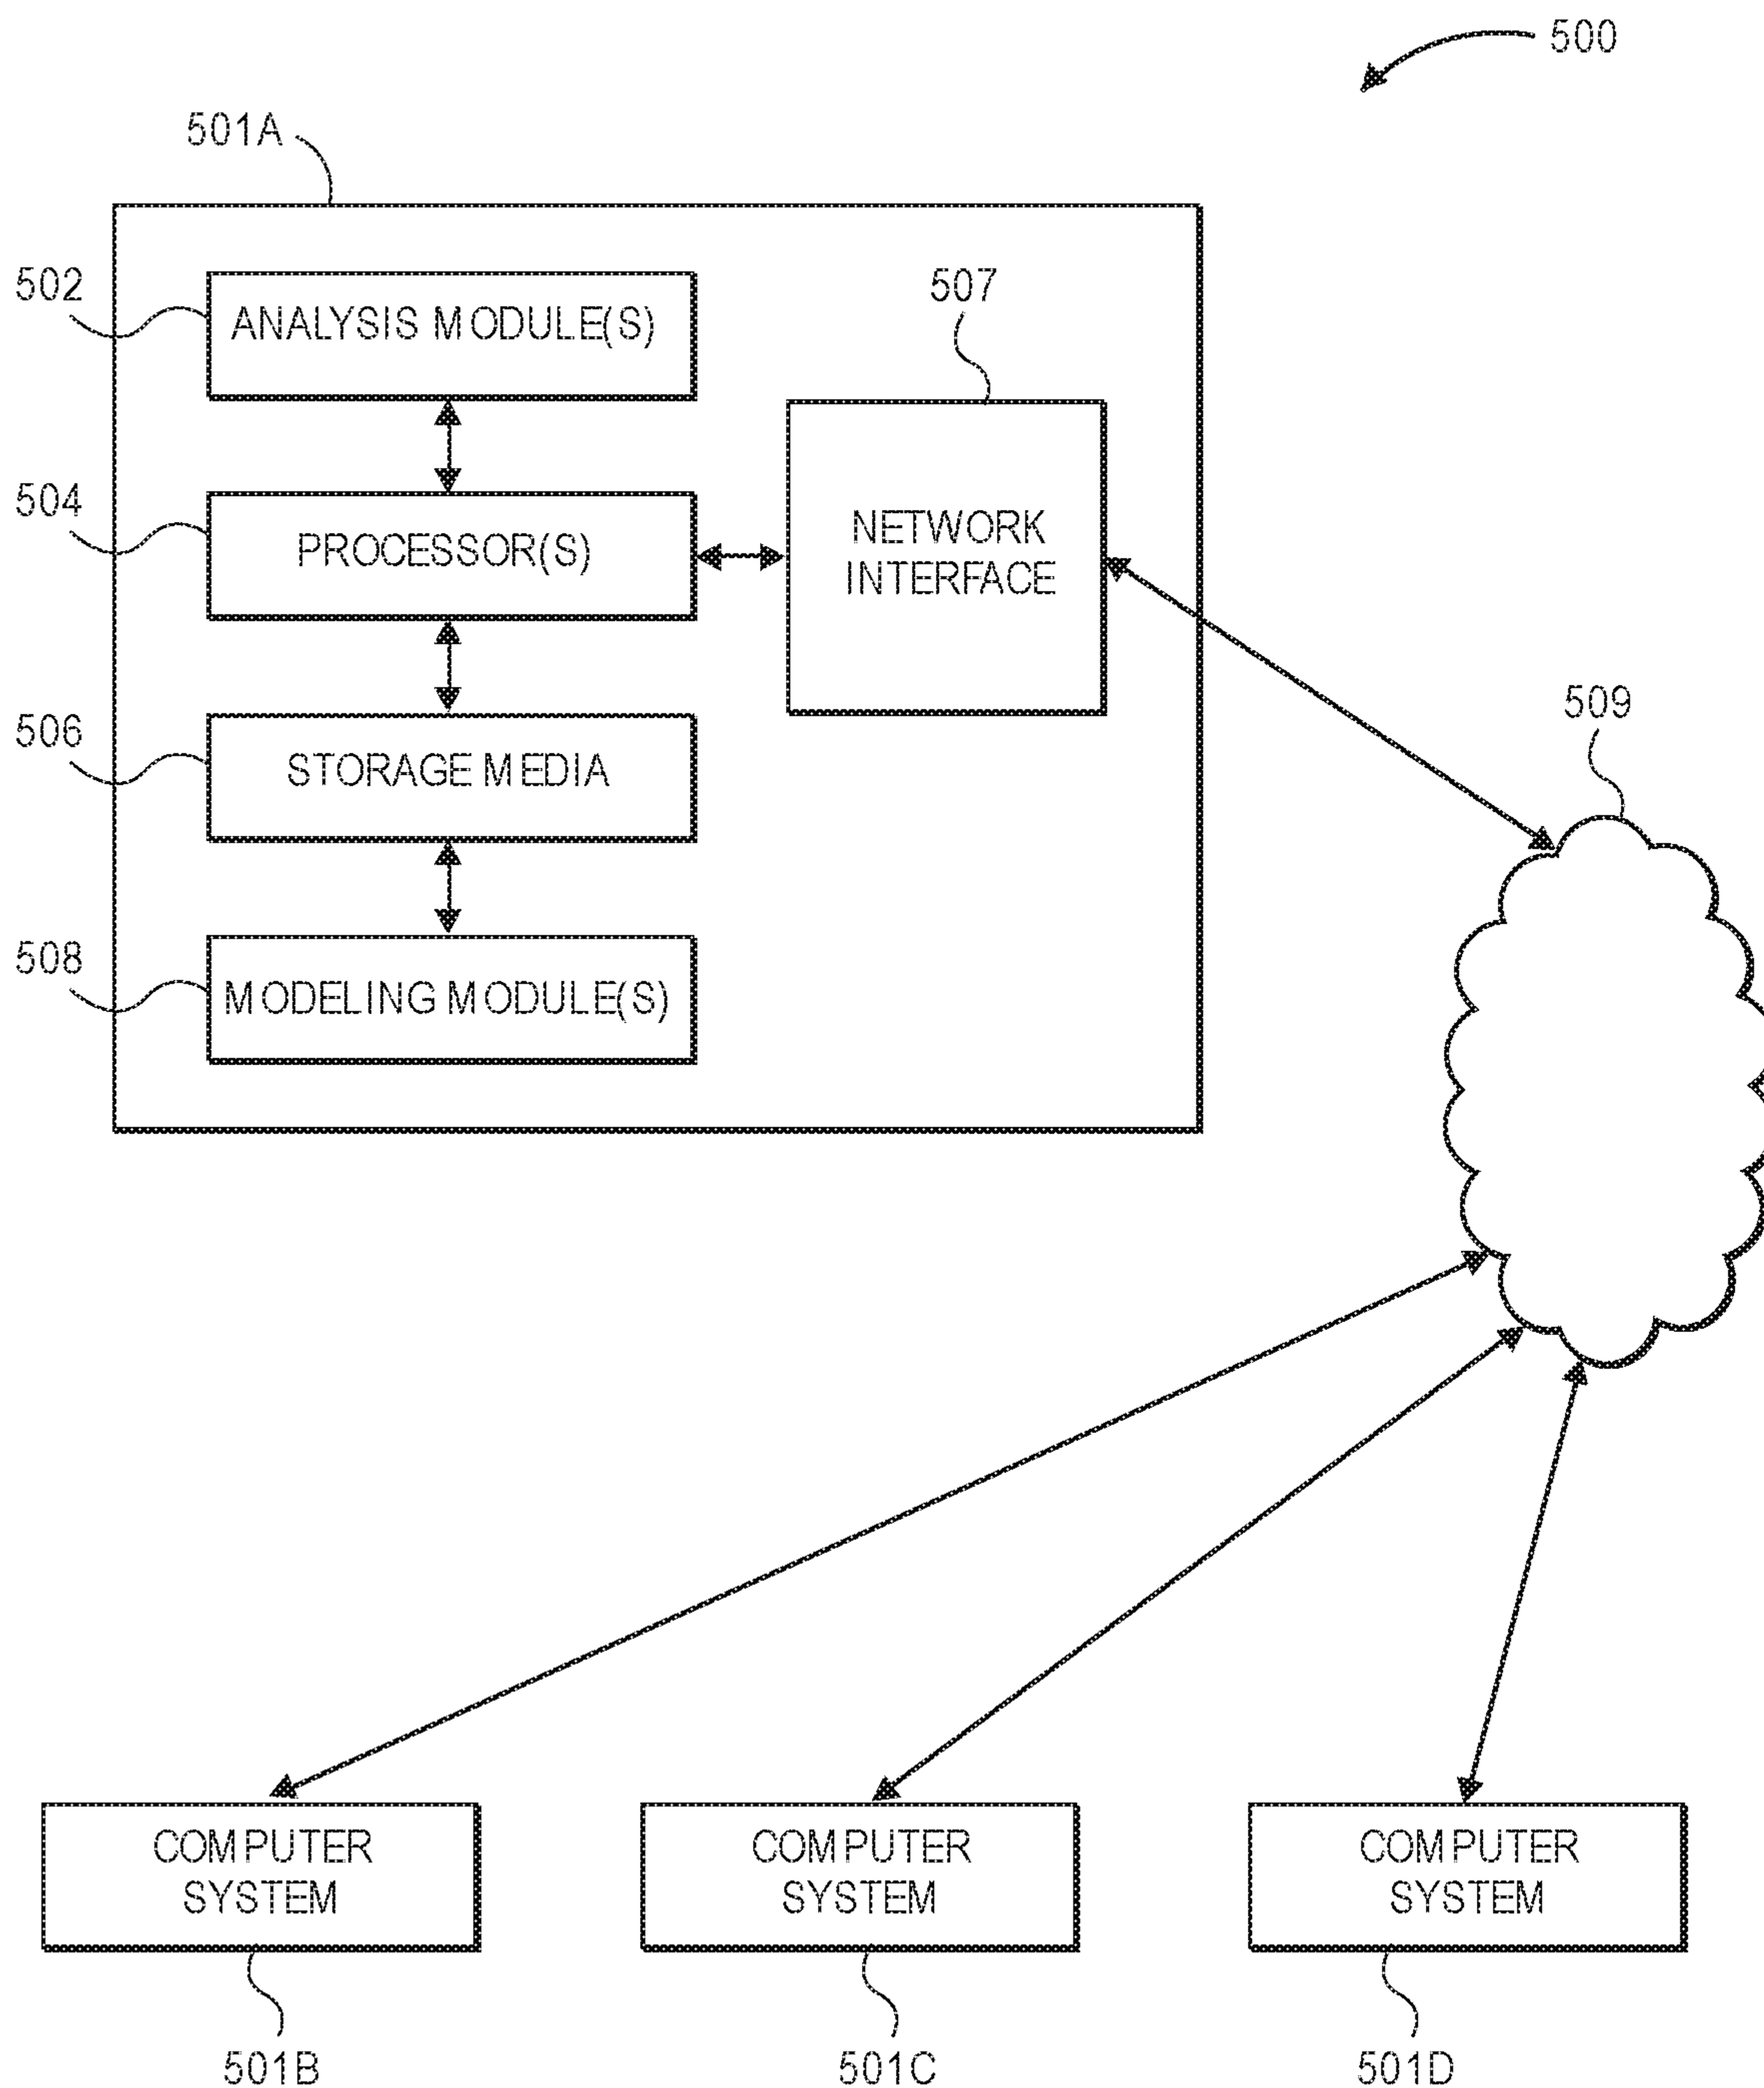 500
501A
502
ANALYSIS MODULE(S)
507
504
PROCESSOR(S)
NETWORK
INTERFACE
506
STORAGE MEDIA
509
508
MODELING MODULE(S)
COMPUTER
SYSTEM
COMPUTER
SYSTEM
COMPUTER
SYSTEM
501B
501C
501D